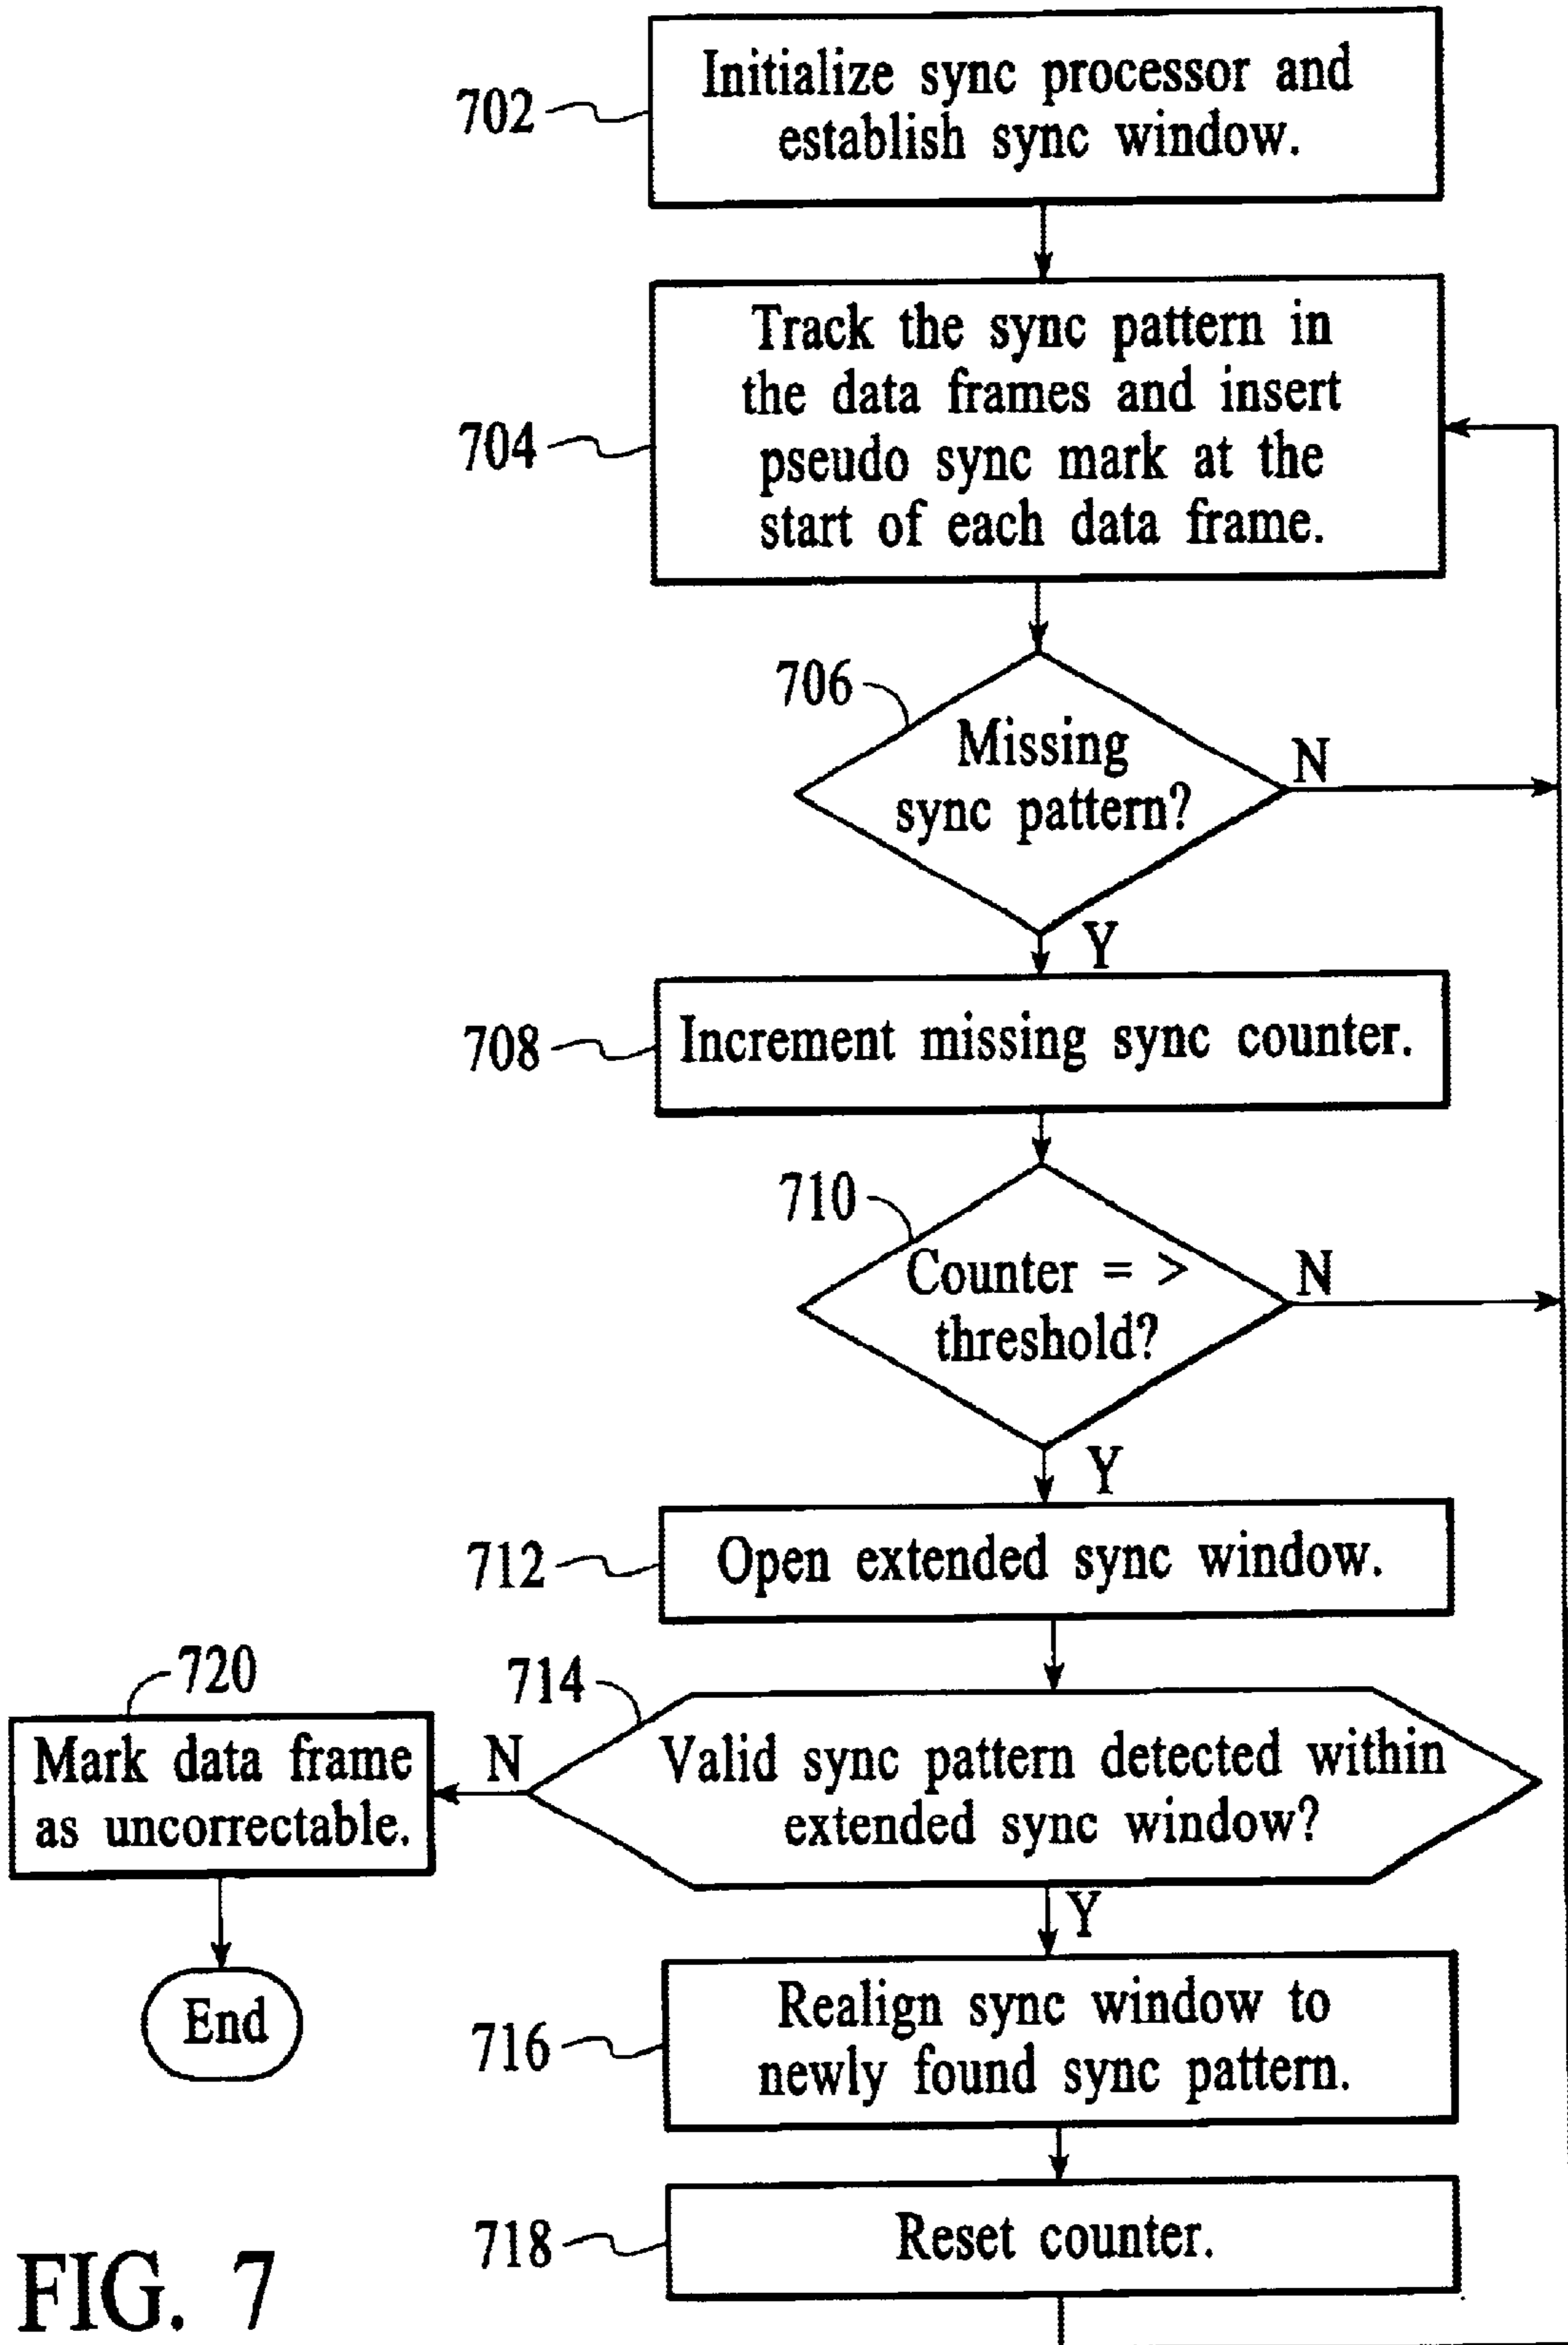 702
Initialize sync processor and
establish sync window.
704
Track the sync pattern in
the data frames and insert
pseudo sync mark at the
start of each data frame.
706
Missing
sync pattern?
N
Y
708
Increment missing sync counter.
710
Counter = >
threshold?
N
Y
712
Open extended sync window.
720
Mark data frame
as uncorrectable.
N
714
Valid sync pattern detected within
extended sync window?
Y
End
716
Realign sync window to
newly found sync pattern.
718
Reset counter.
FIG. 7